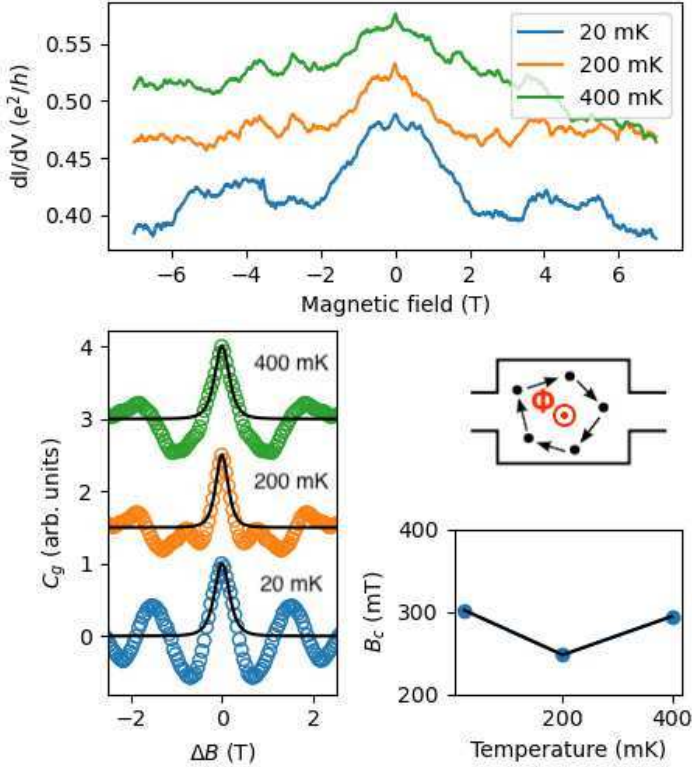 0.55
0.50
0.45
0.40
dI/dV (e²/h)
20 mK
200 mK
400 mK
−6 −4 −2 0 2 4 6
Magnetic field (T)
4
3
2
1
0
C_g (arb. units)
400 mK
200 mK
20 mK
−2 0 2
ΔB (T)
Φ
400
300
200
B_c (mT)
200 400
Temperature (mK)